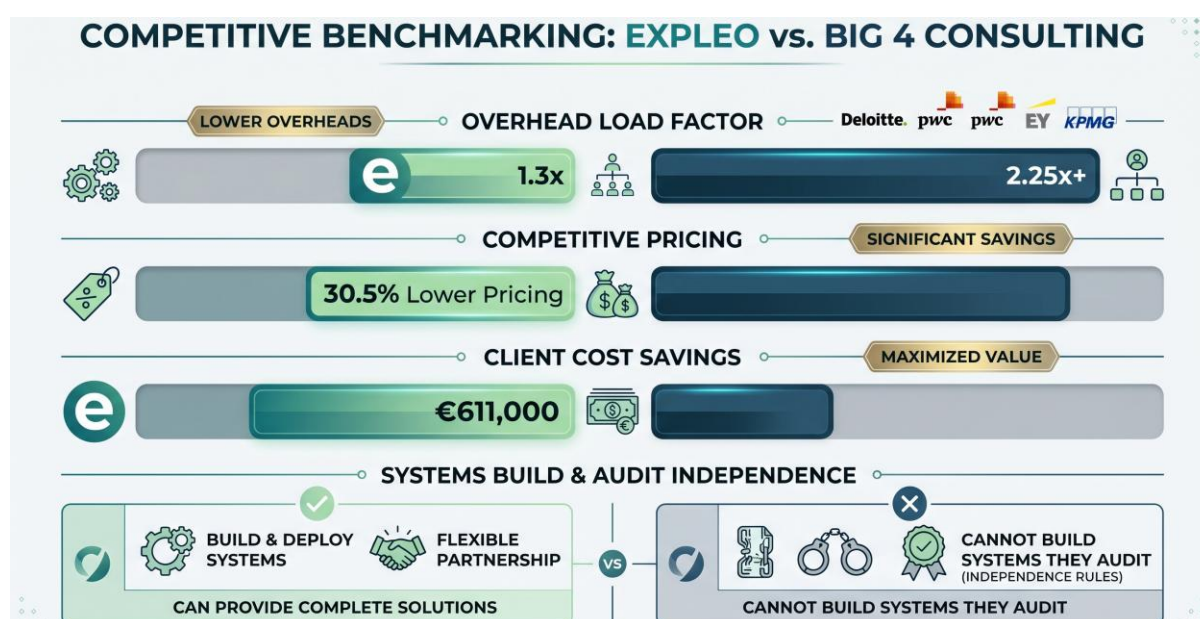 COMPETITIVE BENCHMARKING: EXPLEO vs. BIG 4 CONSULTING
LOWER OVERHEADS
OVERHEAD LOAD FACTOR
Deloitte. pwc pwc EY KPMG
e 1.3x
2.25x+
COMPETITIVE PRICING
SIGNIFICANT SAVINGS
% 30.5% Lower Pricing $ $
CLIENT COST SAVINGS
MAXIMIZED VALUE
e €611,000 $ €
SYSTEMS BUILD & AUDIT INDEPENDENCE
BUILD & DEPLOY
SYSTEMS
FLEXIBLE
PARTNERSHIP
CAN PROVIDE COMPLETE SOLUTIONS
VS
CANNOT BUILD
SYSTEMS THEY AUDIT
(INDEPENDENCE RULES)
CANNOT BUILD SYSTEMS THEY AUDIT